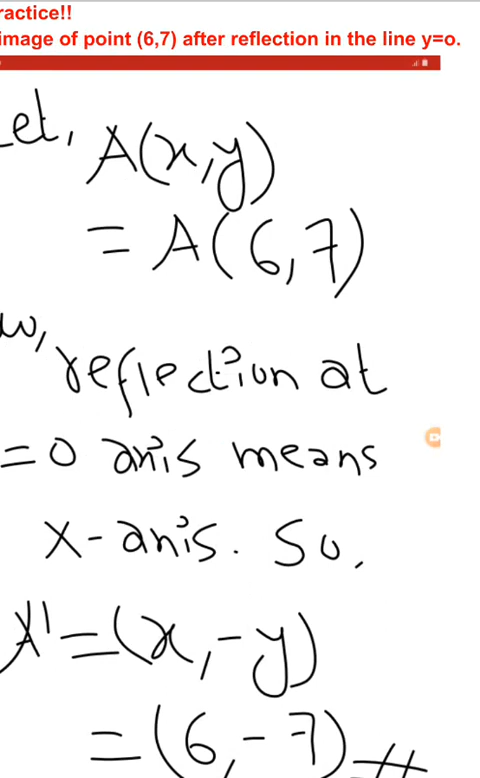 ractice!!
image of point (6,7) after reflection in the line y=o.
et,
A(x,y)
= A(6,7)
w,
reflection at
=0 axis means
X-axis. So,
A'=(x,-y)
=(6,-7)#